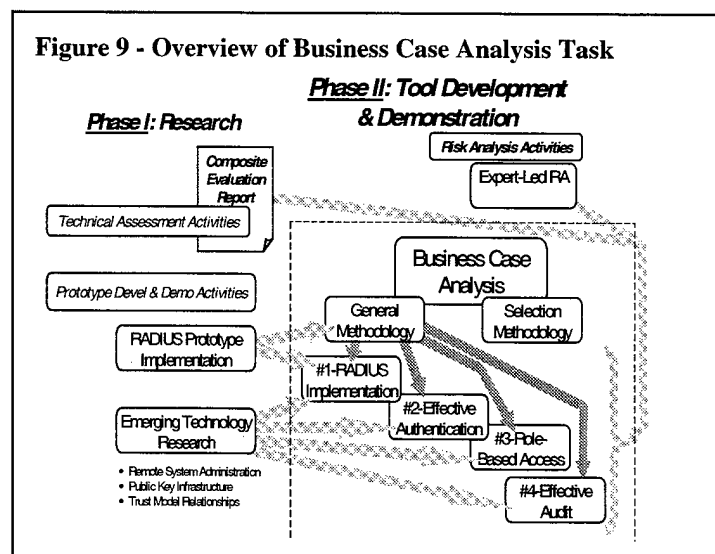 Figure 9 - Overview of Business Case Analysis Task
Phase I: Research
Phase II: Tool Development
& Demonstration
Composite
Evaluation
Report
Technical Assessment Activities
Prototype Devel & Demo Activities
RADIUS Prototype
Implementation
Emerging Technology
Research
• Remote System Administration
• Public Key Infrastructure
• Trust Model Relationships
Risk Analysis Activities
Expert-Led RA
Business Case
Analysis
General
Methodology
Selection
Methodology
#1-RADIUS
Implementation
#2-Effective
Authentication
#3-Role-
Based Access
#4-Effective
Audit